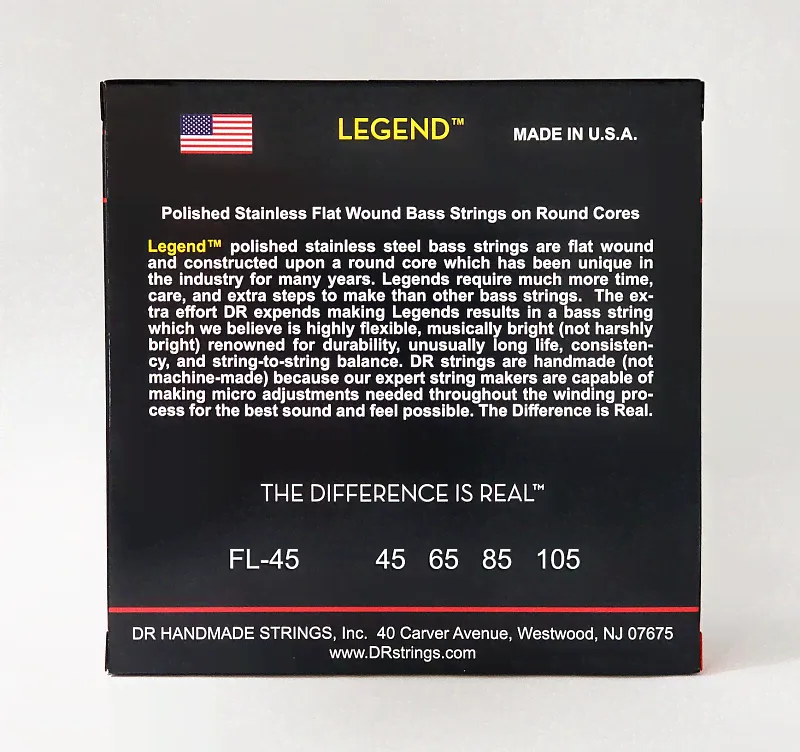 LEGEND™
MADE IN U.S.A.
Polished Stainless Flat Wound Bass Strings on Round Cores
Legend™ polished stainless steel bass strings are flat wound
and constructed upon a round core which has been unique in
the industry for many years. Legends require much more time,
care, and extra steps to make than other bass strings. The ex-
tra effort DR expends making Legends results in a bass string
which we believe is highly flexible, musically bright (not harshly
bright) renowned for durability, unusually long life, consisten-
cy, and string-to-string balance. DR strings are handmade (not
machine-made) because our expert string makers are capable of
making micro adjustments needed throughout the winding pro-
cess for the best sound and feel possible. The Difference is Real.
THE DIFFERENCE IS REAL™
FL-45 45 65 85 105
DR HANDMADE STRINGS, Inc. 40 Carver Avenue, Westwood, NJ 07675
www.DRstrings.com